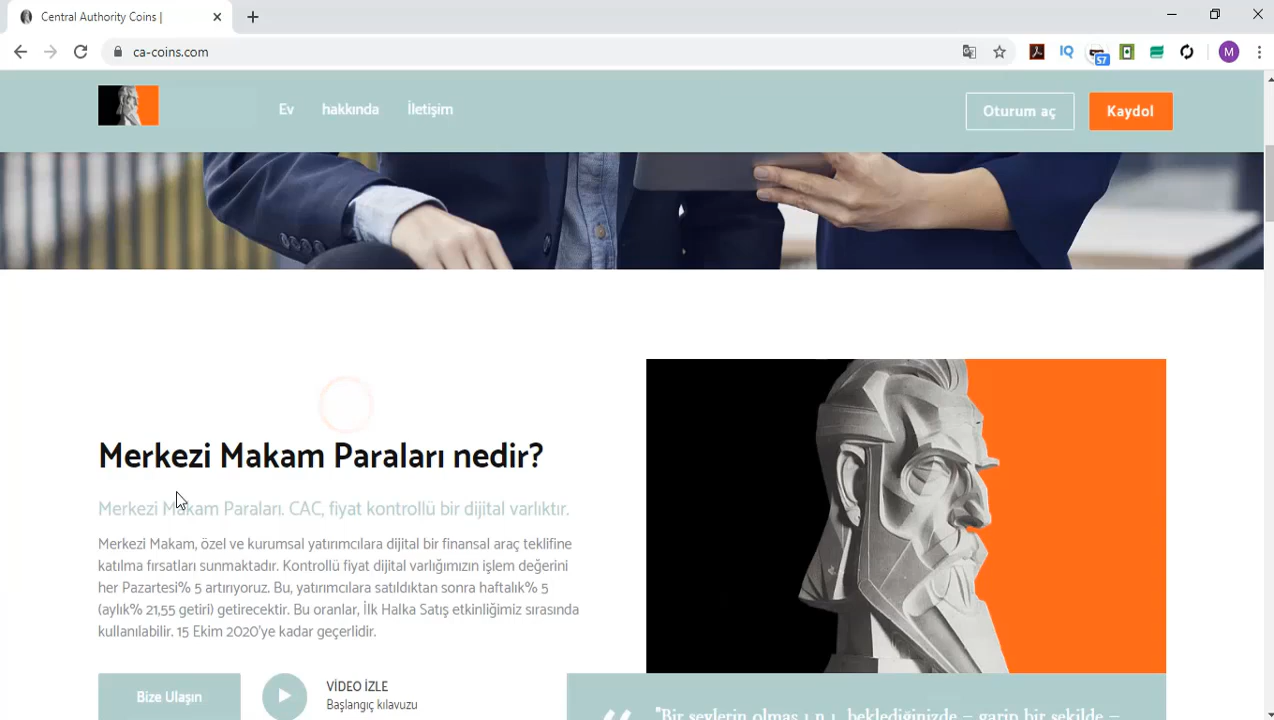 Central Authority Coins |
ca-coins.com
IQ
57
M
Ev hakkında İletişim
Oturum aç Kaydol
Merkezi Makam Paraları nedir?
Merkezi Makam Paraları. CAC, fiyat kontrollü bir dijital varlıktır.
Merkezi Makam, özel ve kurumsal yatırımcılara dijital bir finansal araç teklifine
katılma fırsatları sunmaktadır. Kontrollü fiyat dijital varlığımızın işlem değerini
her Pazartesi% 5 artırıyoruz. Bu, yatırımcılara satıldıktan sonra haftalık% 5
(aylık% 21,55 getiri) getirecektir. Bu oranlar, İlk Halka Satış etkinliğimiz sırasında
kullanılabilir. 15 Ekim 2020'ye kadar geçerlidir.
Bize Ulaşın
VİDEO İZLE
Başlangıç kılavuzu
"Bir şeylerin olmasını beklediğinizde – garip bir şekilde –